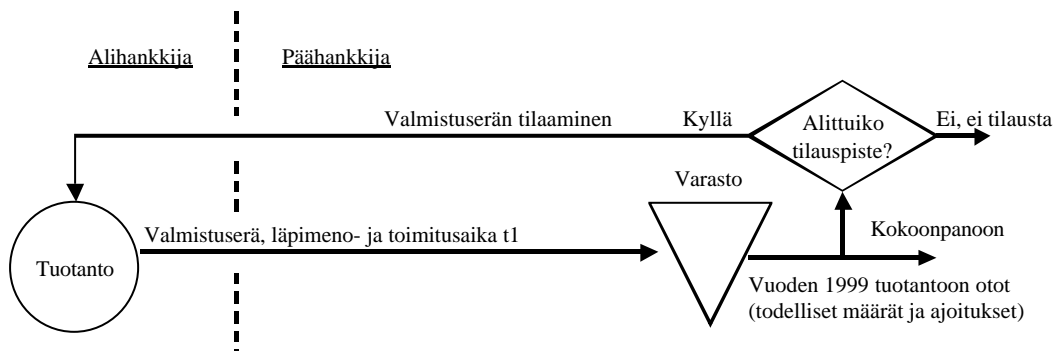 Alihankkija
Päähankkija
Valmistuserän tilaaminen
Kyllä
Alittuiko
tilauspiste?
Ei, ei tilausta
Varasto
Tuotanto
Valmistuserä, läpimeno- ja toimitusaika t1
Kokoonpanoon
Vuoden 1999 tuotantoon otot
(todelliset määrät ja ajoitukset)